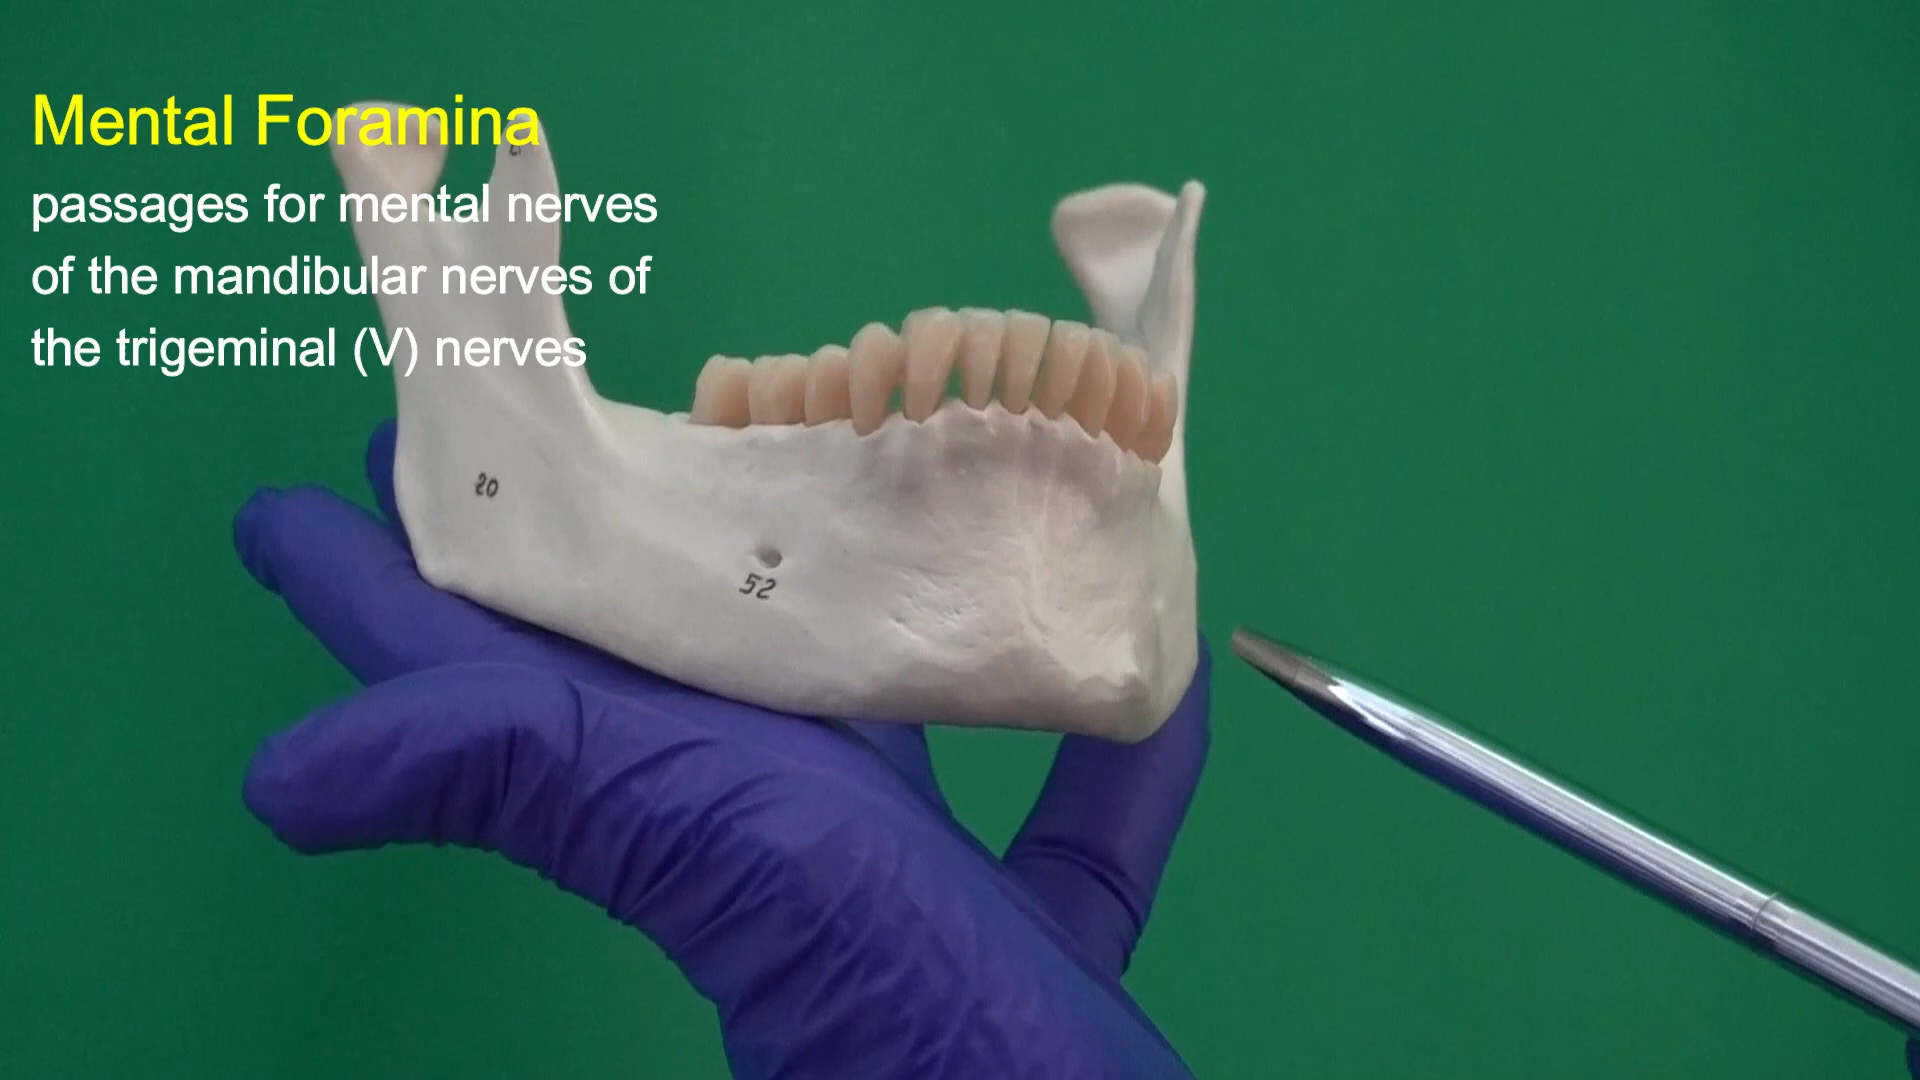 Mental Foramina
passages for mental nerves
of the mandibular nerves of
the trigeminal (V) nerves
20
52